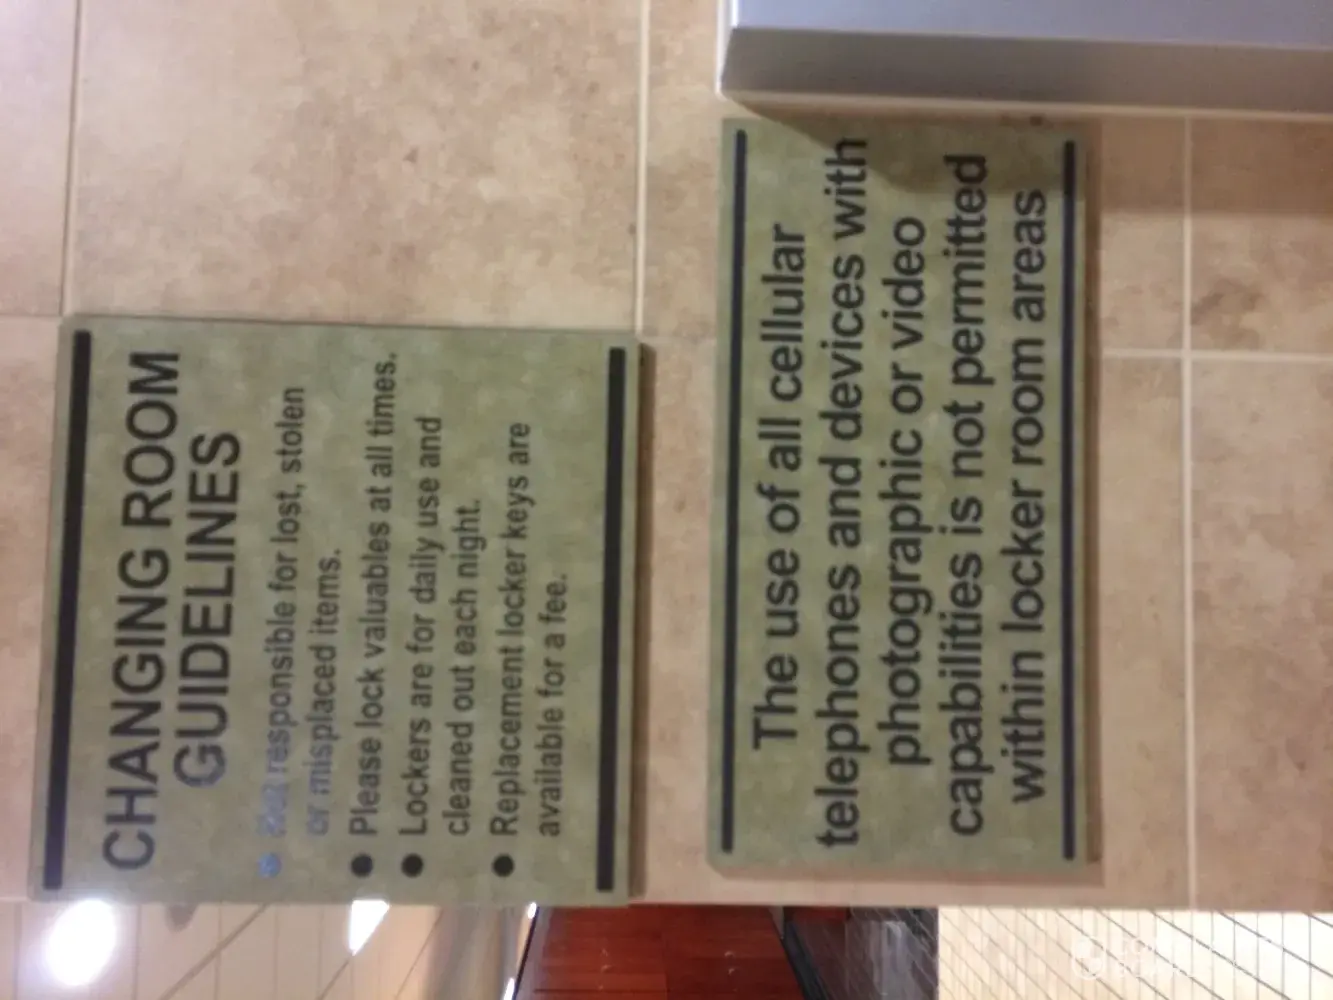 CHANGING ROOM
GUIDELINES
● Not responsible for lost, stolen
or misplaced items.
● Please lock valuables at all times.
● Lockers are for daily use and
cleaned out each night.
● Replacement locker keys are
available for a fee.
The use of all cellular
telephones and devices with
photographic or video
capabilities is not permitted
within locker room areas